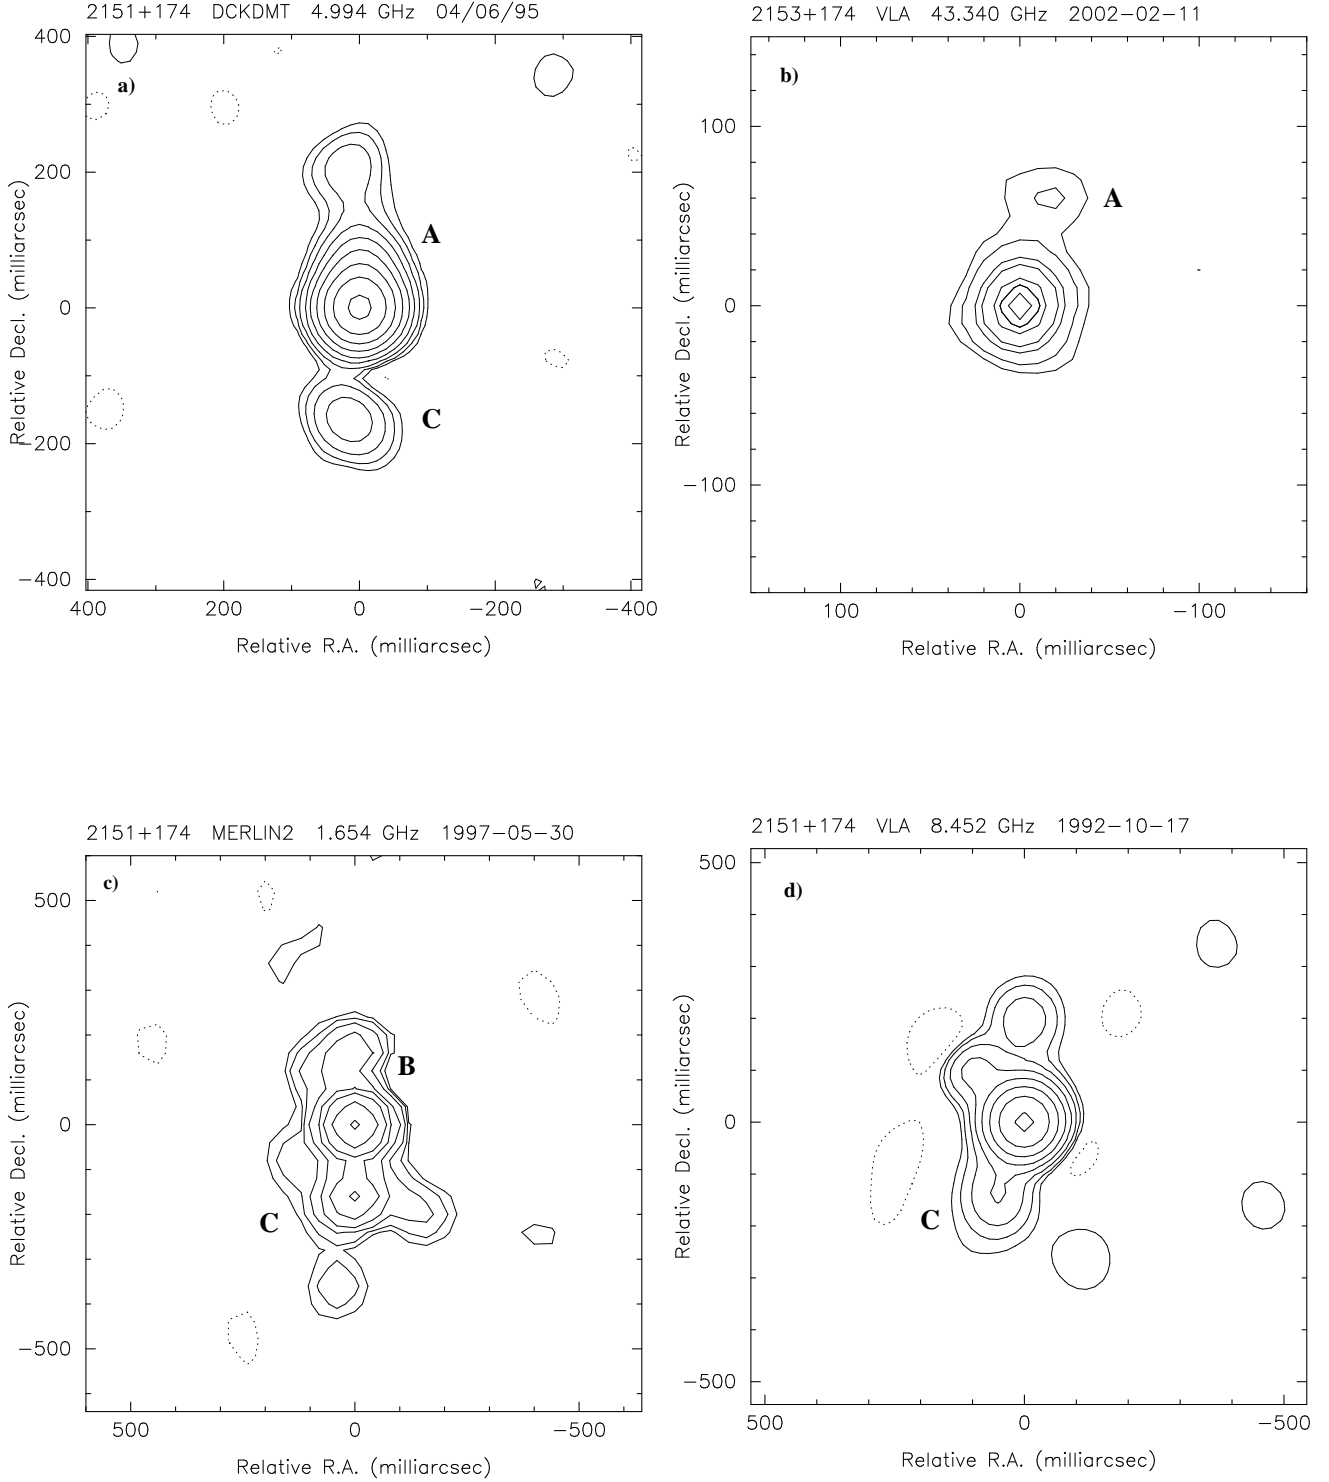 2151+174 DCKDMT 4.994 GHz 04/06/95
a)
400
200
0
−200
−400
Relative Decl. (milliarcsec)
A
C
400 200 0 −200 −400
Relative R.A. (milliarcsec)
2153+174 VLA 43.340 GHz 2002−02−11
b)
100
0
−100
Relative Decl. (milliarcsec)
A
100 0 −100
Relative R.A. (milliarcsec)
2151+174 MERLIN2 1.654 GHz 1997−05−30
c)
500
0
−500
Relative Decl. (milliarcsec)
B
C
500 0 −500
Relative R.A. (milliarcsec)
2151+174 VLA 8.452 GHz 1992−10−17
d)
500
0
−500
Relative Decl. (milliarcsec)
C
500 0 −500
Relative R.A. (milliarcsec)